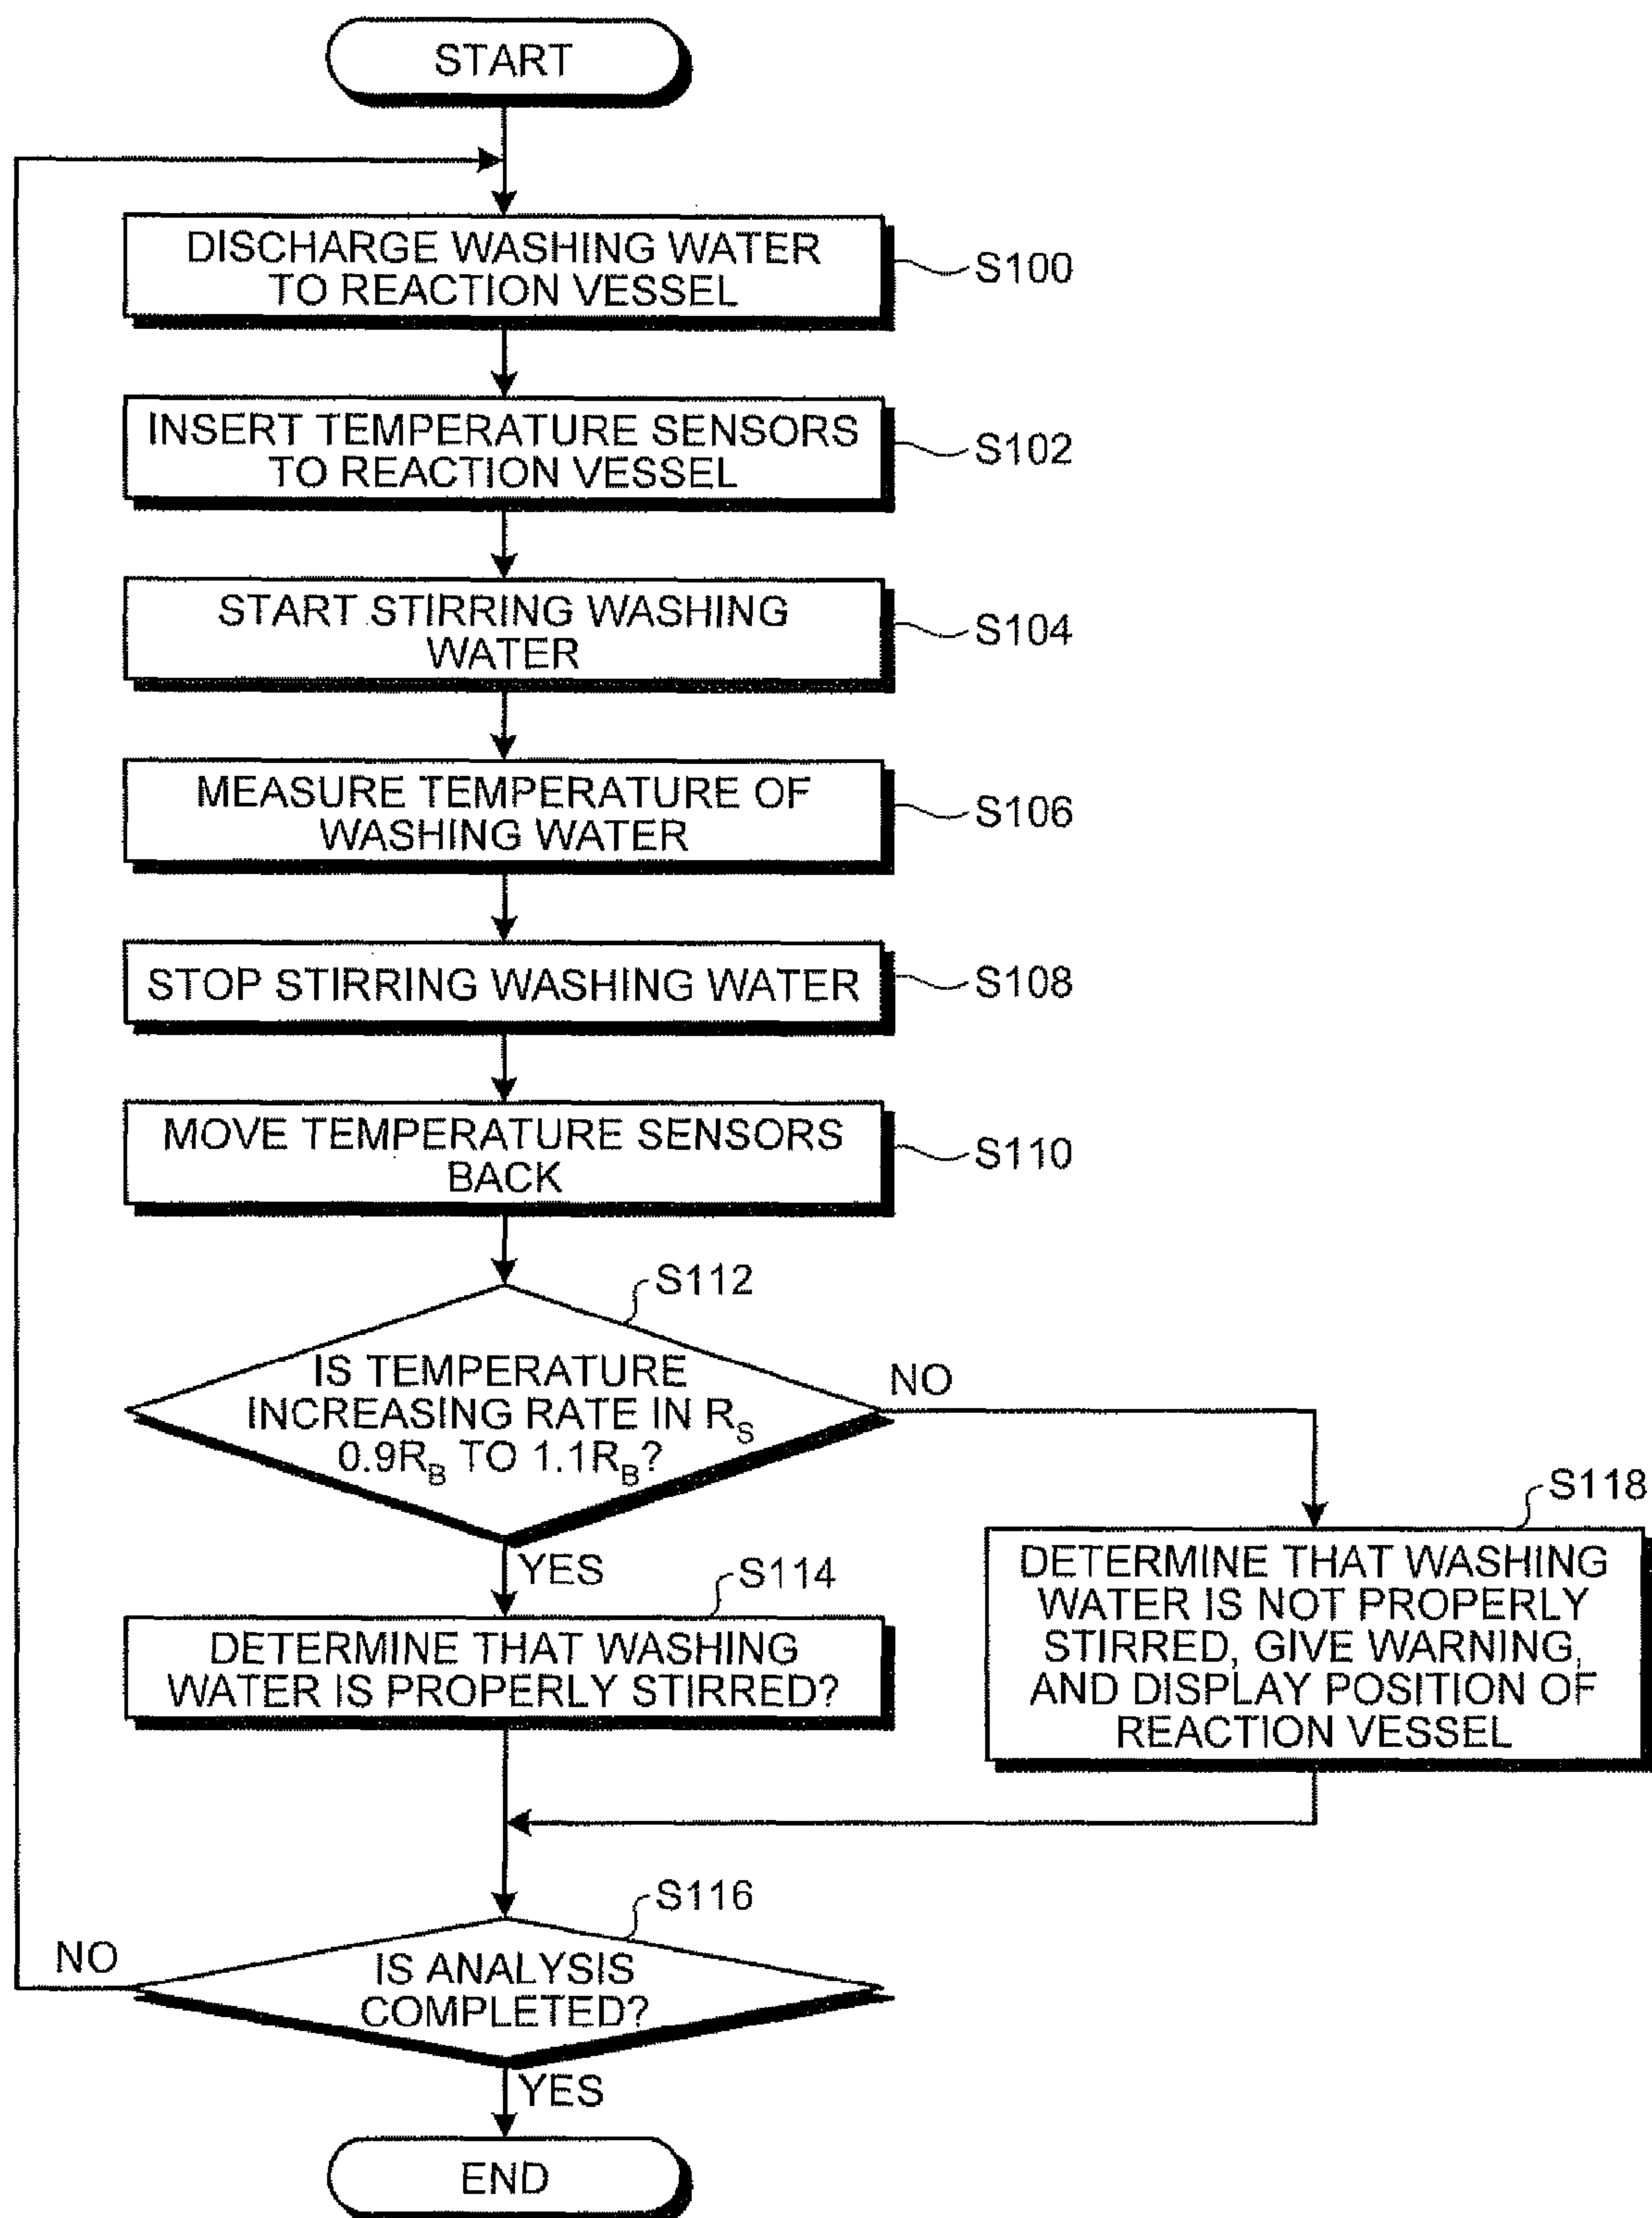 START
DISCHARGE WASHING WATER
TO REACTION VESSEL
S100
INSERT TEMPERATURE SENSORS
TO REACTION VESSEL
S102
START STIRRING WASHING
WATER
S104
MEASURE TEMPERATURE OF
WASHING WATER
S106
STOP STIRRING WASHING WATER
S108
MOVE TEMPERATURE SENSORS
BACK
S110
S112
IS TEMPERATURE
INCREASING RATE IN RS
0.9RB TO 1.1RB?
NO
YES
S114
DETERMINE THAT WASHING
WATER IS PROPERLY STIRRED?
S118
DETERMINE THAT WASHING
WATER IS NOT PROPERLY
STIRRED, GIVE WARNING,
AND DISPLAY POSITION OF
REACTION VESSEL
S116
IS ANALYSIS
COMPLETED?
NO
YES
END